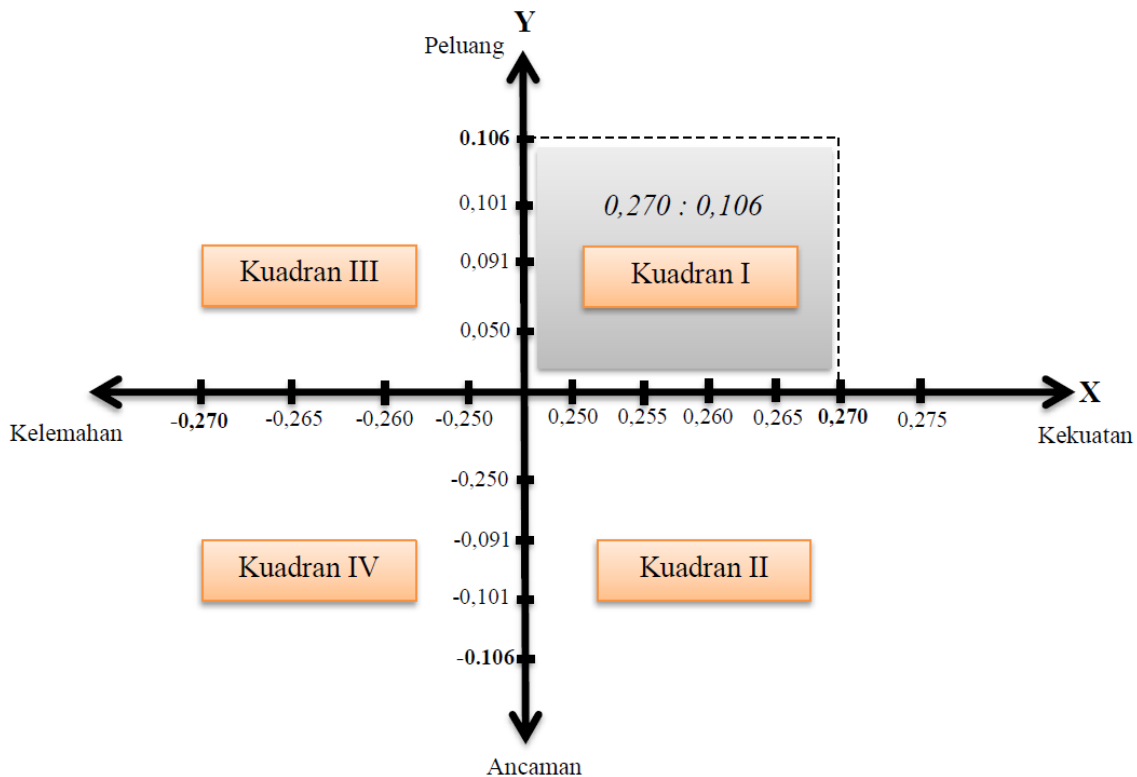 Y
Peluang
0.106
0,101
0,270 : 0,106
0,091
Kuadran III
Kuadran I
0,050
X
-0,270
-0,265
-0,260
-0,250
0,250
0,255
0,260
0,265
0,270
0,275
Kelemahan
Kekuatan
-0,250
-0,091
Kuadran IV
Kuadran II
-0,101
-0.106
Ancaman